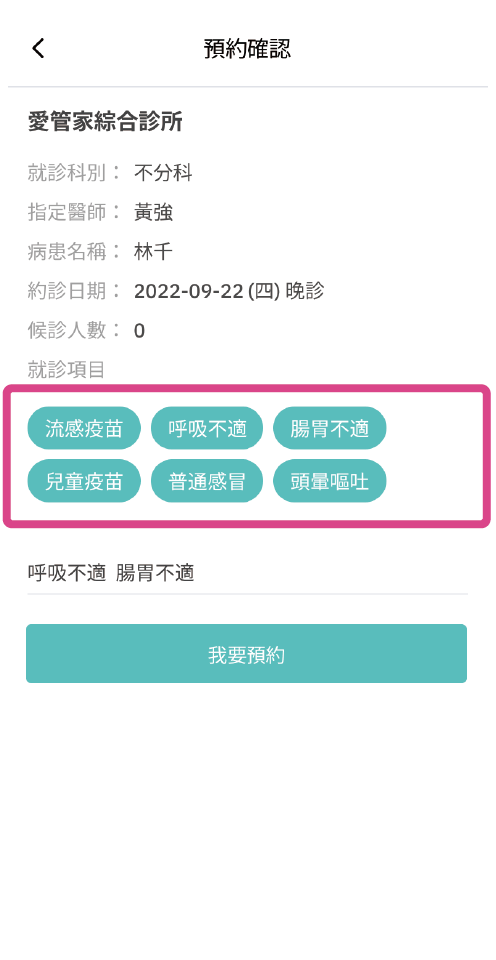 預約確認
愛管家綜合診所
就診科別： 不分科
指定醫師： 黃強
病患名稱： 林千
約診日期： 2022-09-22 (四) 晚診
候診人數： 0
就診項目
流感疫苗 呼吸不適 腸胃不適
兒童疫苗 普通感冒 頭暈嘔吐
呼吸不適 腸胃不適
我要預約